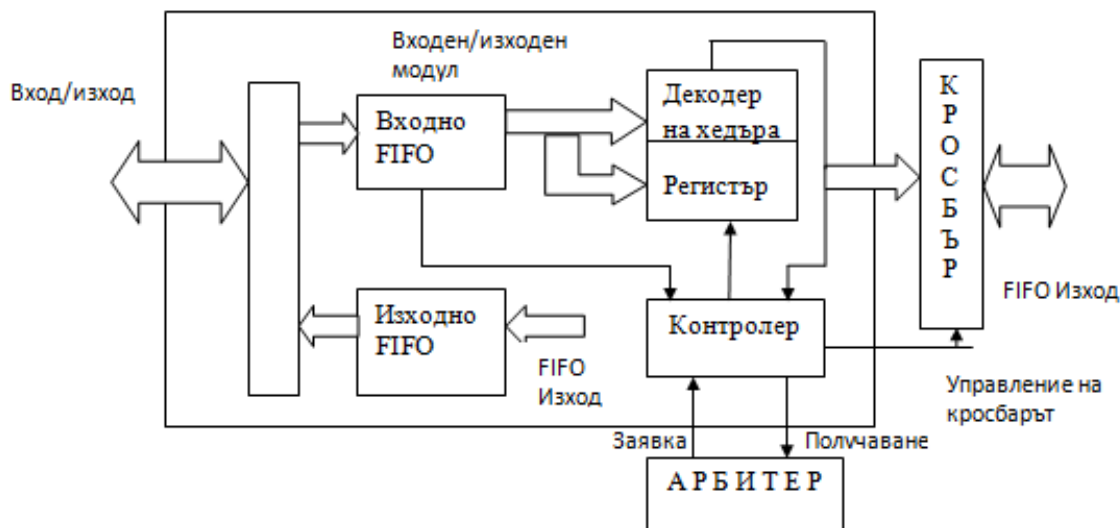 Входен/изходен
модул
Вход/изход
Входно
FIFO
Декодер
на хедъра
Регистър
К
Р
О
С
Б
Ъ
Р
FIFO Изход
Изходно
FIFO
FIFO
Изход
Контролер
Управление на
кросбарът
Заявка
Получаване
А Р Б И Т Е Р